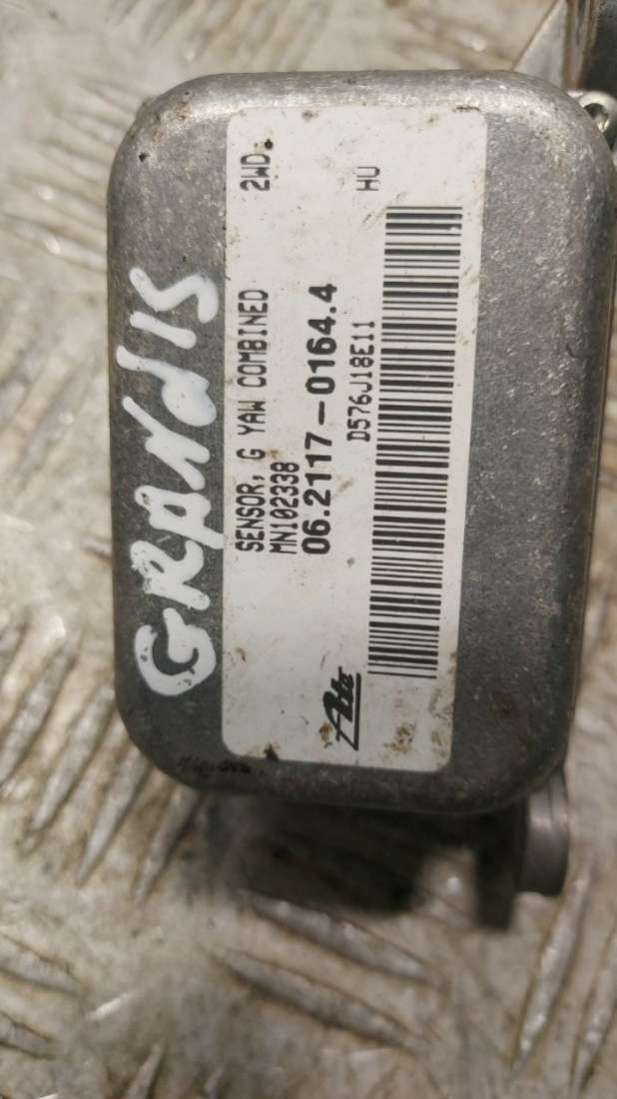 GRANdIS
SENSOR, G YAW COMBINED 2WD.
MN102338
06.2117-0164.4
D576J18E11 HU
Ate